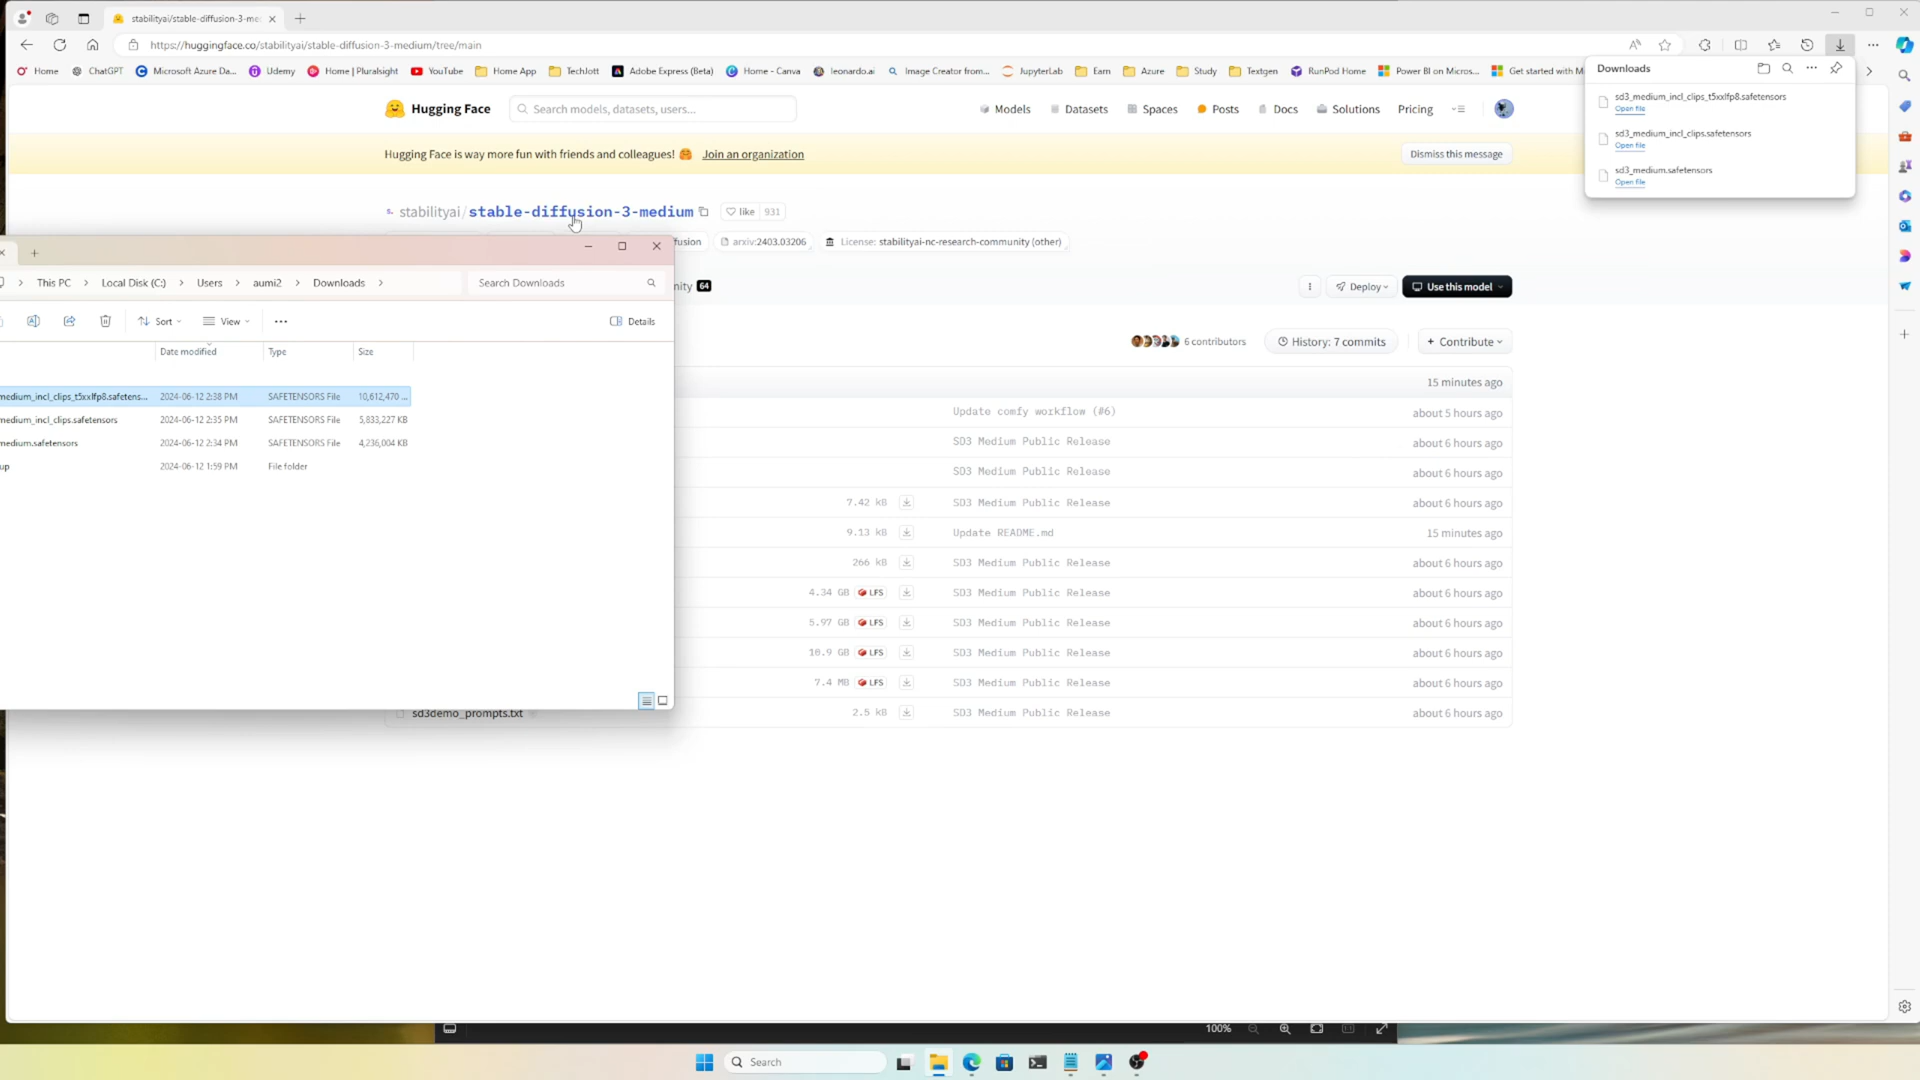 stabilityai/stable-diffusion-3-me
https://huggingface.co/stabilityai/stable-diffusion-3-medium/tree/main
Home
ChatGPT
Microsoft Azure Da...
Udemy
Home | Pluralsight
YouTube
Home App
TechJott
Adobe Express (Beta)
Home - Canva
leonardo.ai
Image Creator from...
JupyterLab
Earn
Azure
Study
Textgen
RunPod Home
Power BI on Micros...
Get started with Mi
Downloads
sd3_medium_incl_clips_t5xxlfp8.safetensors
Open file
sd3_medium_incl_clips.safetensors
Open file
sd3_medium.safetensors
Open file
Hugging Face
Search models, datasets, users...
Models
Datasets
Spaces
Posts
Docs
Solutions
Pricing
Hugging Face is way more fun with friends and colleagues! 🤗 Join an organization
Dismiss this message
stabilityai/stable-diffusion-3-medium
like 931
fusion
arxiv:2403.03206
License: stabilityai-nc-research-community (other)
nity 64
Deploy
Use this model
6 contributors
History: 7 commits
+ Contribute
15 minutes ago
Update comfy workflow (#6) about 5 hours ago
SD3 Medium Public Release about 6 hours ago
SD3 Medium Public Release about 6 hours ago
7.42 kB SD3 Medium Public Release about 6 hours ago
9.13 kB Update README.md 15 minutes ago
266 kB SD3 Medium Public Release about 6 hours ago
4.34 GB LFS SD3 Medium Public Release about 6 hours ago
5.97 GB LFS SD3 Medium Public Release about 6 hours ago
10.9 GB LFS SD3 Medium Public Release about 6 hours ago
7.4 MB LFS SD3 Medium Public Release about 6 hours ago
sd3demo_prompts.txt 2.5 kB SD3 Medium Public Release about 6 hours ago
This PC > Local Disk (C:) > Users > aumi2 > Downloads >
Search Downloads
Sort
View
...
Details
Date modified Type Size
medium_incl_clips_t5xxlfp8.safetens... 2024-06-12 2:38 PM SAFETENSORS File 10,612,470 ...
medium_incl_clips.safetensors 2024-06-12 2:35 PM SAFETENSORS File 5,833,227 KB
medium.safetensors 2024-06-12 2:34 PM SAFETENSORS File 4,236,004 KB
up 2024-06-12 1:59 PM File folder
100%
Search